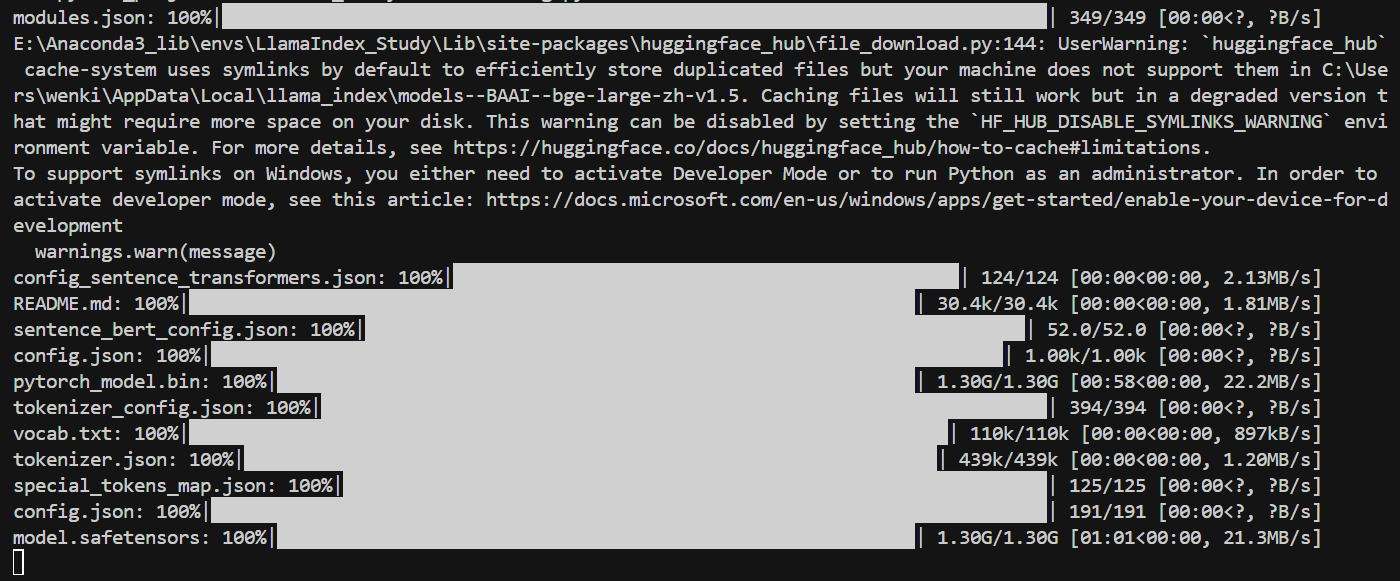 modules.json: 100%| | 349/349 [00:00<?, ?B/s]
E:\Anaconda3_lib\envs\LlamaIndex_Study\Lib\site-packages\huggingface_hub\file_download.py:144: UserWarning: `huggingface_hub`
cache-system uses symlinks by default to efficiently store duplicated files but your machine does not support them in C:\Use
rs\wenki\AppData\Local\llama_index\models--BAAI--bge-large-zh-v1.5. Caching files will still work but in a degraded version t
hat might require more space on your disk. This warning can be disabled by setting the `HF_HUB_DISABLE_SYMLINKS_WARNING` envi
ronment variable. For more details, see https://huggingface.co/docs/huggingface_hub/how-to-cache#limitations.
To support symlinks on Windows, you either need to activate Developer Mode or to run Python as an administrator. In order to
activate developer mode, see this article: https://docs.microsoft.com/en-us/windows/apps/get-started/enable-your-device-for-d
evelopment
warnings.warn(message)
config_sentence_transformers.json: 100%| | 124/124 [00:00<00:00, 2.13MB/s]
README.md: 100%| | 30.4k/30.4k [00:00<00:00, 1.81MB/s]
sentence_bert_config.json: 100%| | 52.0/52.0 [00:00<?, ?B/s]
config.json: 100%| | 1.00k/1.00k [00:00<?, ?B/s]
pytorch_model.bin: 100%| | 1.30G/1.30G [00:58<00:00, 22.2MB/s]
tokenizer_config.json: 100%| | 394/394 [00:00<?, ?B/s]
vocab.txt: 100%| | 110k/110k [00:00<00:00, 897kB/s]
tokenizer.json: 100%| | 439k/439k [00:00<00:00, 1.20MB/s]
special_tokens_map.json: 100%| | 125/125 [00:00<?, ?B/s]
config.json: 100%| | 191/191 [00:00<?, ?B/s]
model.safetensors: 100%| | 1.30G/1.30G [01:01<00:00, 21.3MB/s]